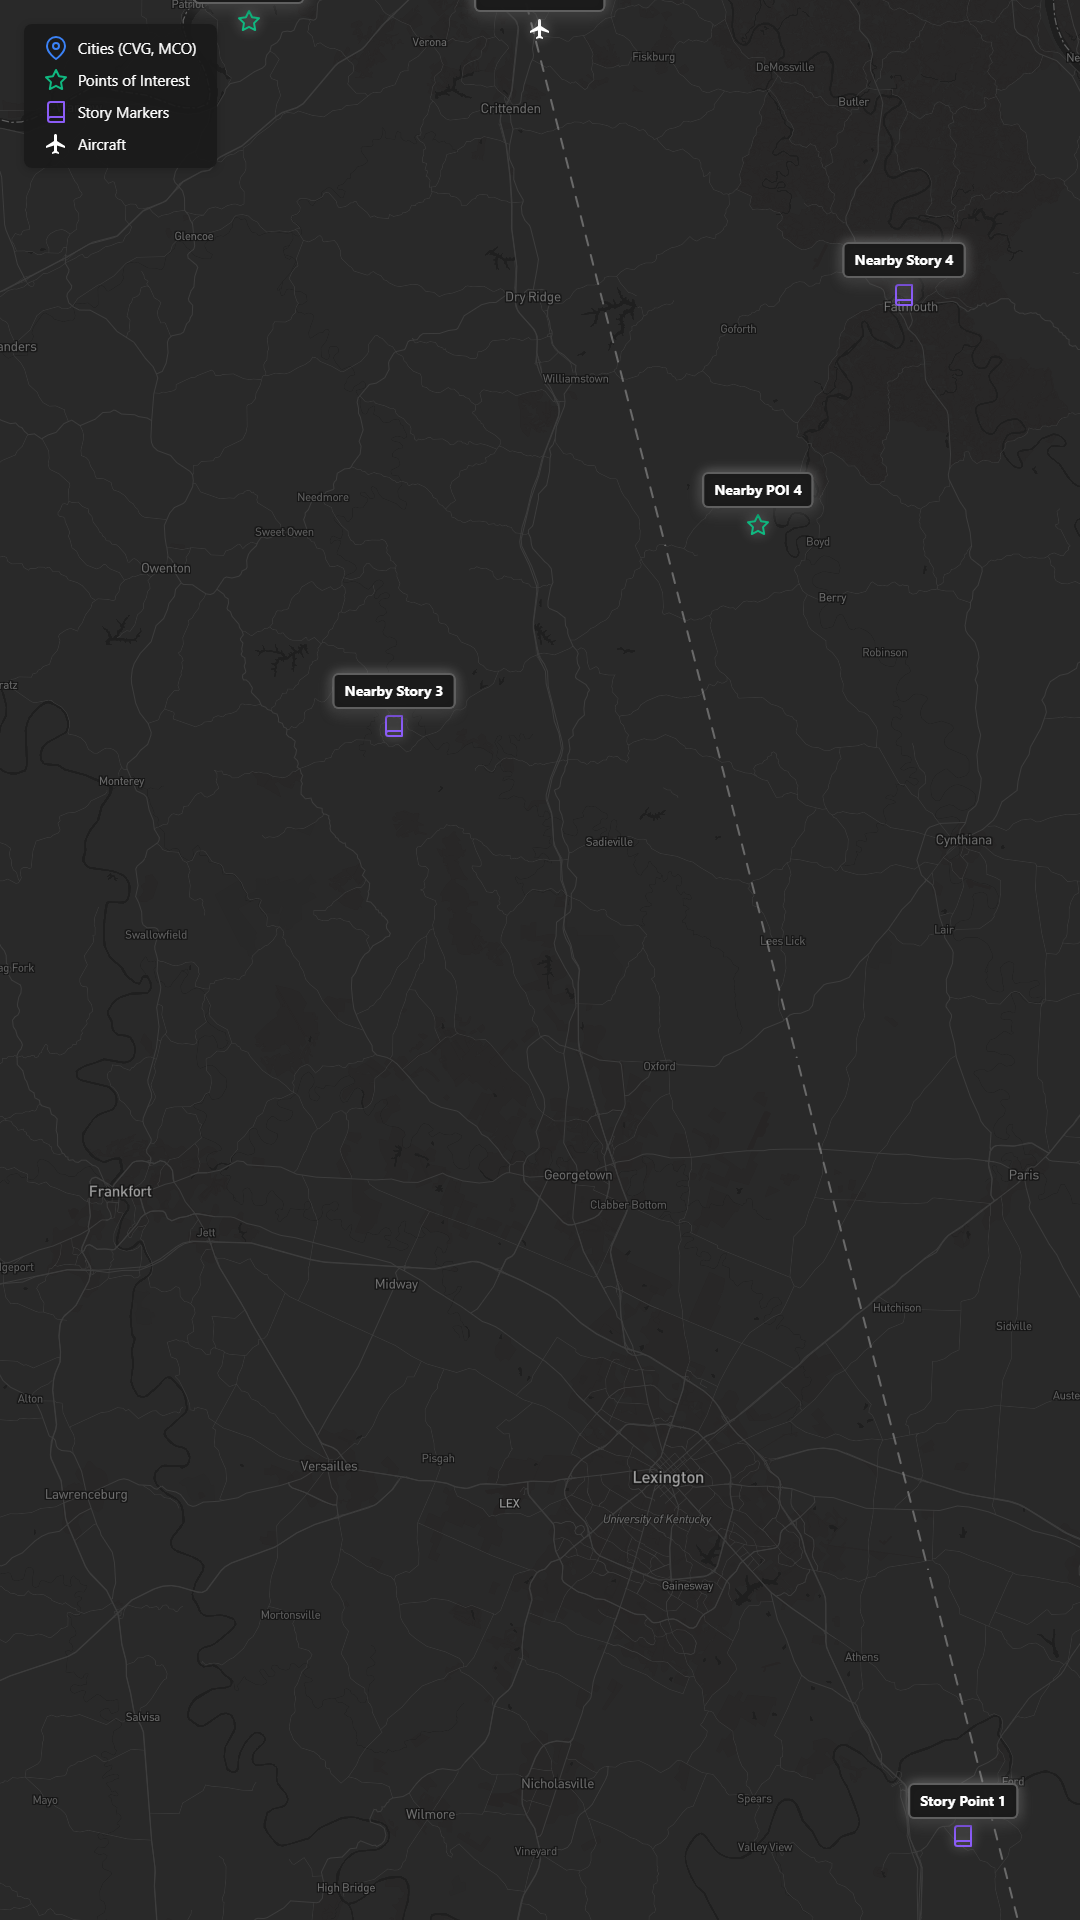 Patriot
Verona
Fiskburg
DeMossville
Butler
Crittenden
Cities (CVG, MCO)
Points of Interest
Story Markers
Aircraft
Glencoe
Nearby Story 4
Dry Ridge
Falmouth
Goforth
anders
Williamstown
Nearby POI 4
Needmore
Sweet Owen
Boyd
Owenton
Berry
Robinson
ratz
Nearby Story 3
Monterey
Sadieville
Cynthiana
Swallowfield
Lair
Lees Lick
ag Fork
Oxford
Georgetown
Paris
Frankfort
Clabber Bottom
Jett
dgeport
Midway
Hutchison
Sidville
Alton
Auste
Pisgah
Versailles
Lexington
Lawrenceburg
LEX
University of Kentucky
Gainesway
Mortonsville
Athens
Salvisa
Nicholasville
Ford
Mayo
Spears
Story Point 1
Wilmore
Vineyard
Valley View
High Bridge